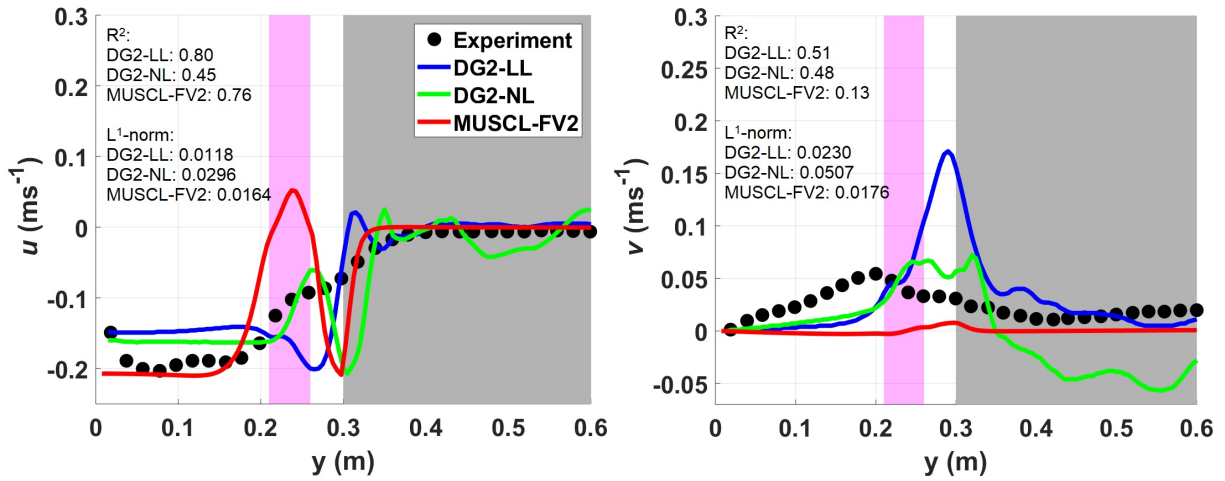 0.3
0.2
0.1
0
-0.1
-0.2
u (ms⁻¹)
R²:
DG2-LL: 0.80
DG2-NL: 0.45
MUSCL-FV2: 0.76
L¹-norm:
DG2-LL: 0.0118
DG2-NL: 0.0296
MUSCL-FV2: 0.0164
Experiment
DG2-LL
DG2-NL
MUSCL-FV2
0 0.1 0.2 0.3 0.4 0.5 0.6
y (m)
0.3
0.25
0.2
0.15
0.1
0.05
0
-0.05
v (ms⁻¹)
R²:
DG2-LL: 0.51
DG2-NL: 0.48
MUSCL-FV2: 0.13
L¹-norm:
DG2-LL: 0.0230
DG2-NL: 0.0507
MUSCL-FV2: 0.0176
0 0.1 0.2 0.3 0.4 0.5 0.6
y (m)